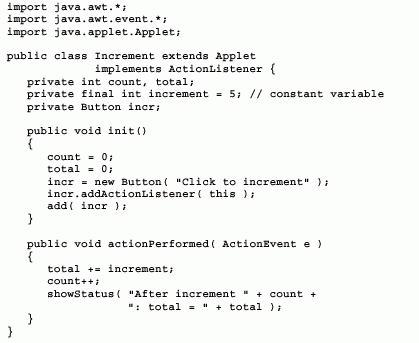 import java.awt.*;
import java.awt.event.*;
import java.applet.Applet;

public class Increment extends Applet
             implements ActionListener {
   private int count, total;
   private final int increment = 5; // constant variable
   private Button incr;

   public void init()
   {
      count = 0;
      total = 0;
      incr = new Button( "Click to increment" );
      incr.addActionListener( this );
      add( incr );
   }

   public void actionPerformed( ActionEvent e )
   {
      total += increment;
      count++;
      showStatus( "After increment " + count +
                  ": total = " + total );
   }
}